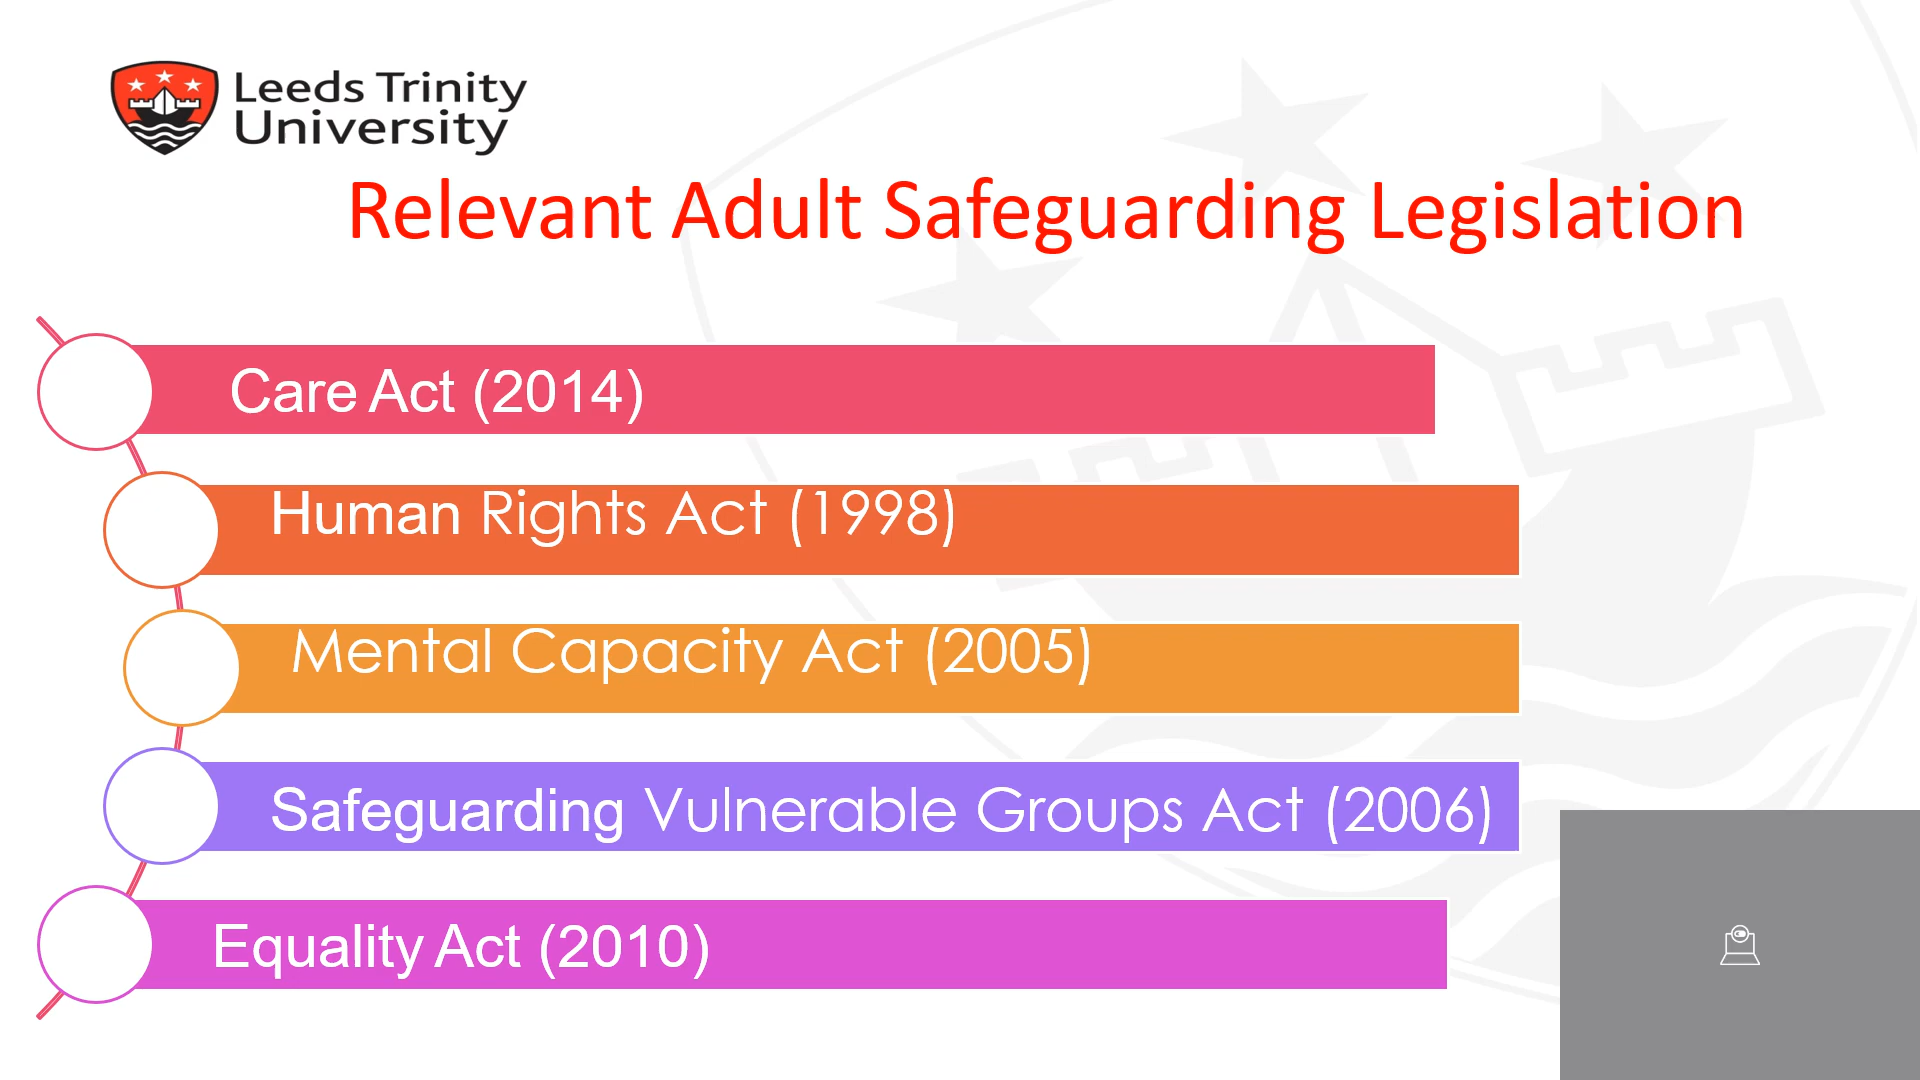 Leeds Trinity
University
Relevant Adult Safeguarding Legislation
Care Act (2014)
Human Rights Act (1998)
Mental Capacity Act (2005)
Safeguarding Vulnerable Groups Act (2006)
Equality Act (2010)